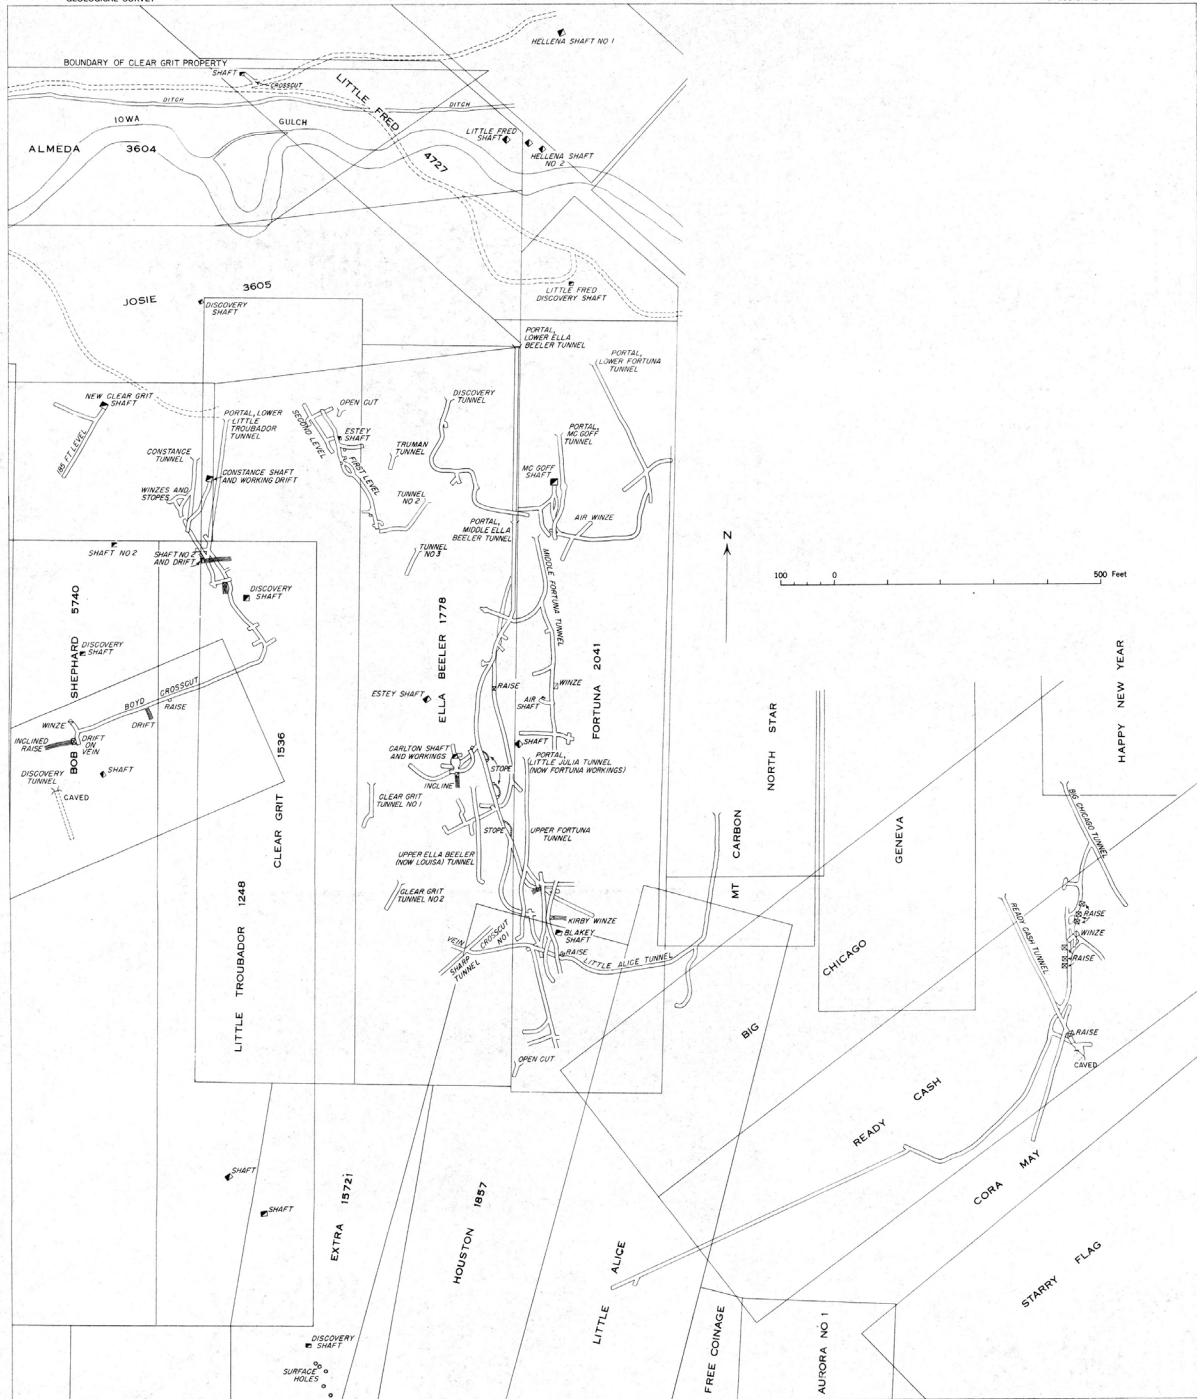 GEOLOGICAL SURVEY
HELLENA SHAFT NO 1
BOUNDARY OF CLEAR GRIT PROPERTY
SHAFT
CROSSCUT
LITTLE FRED
4727
DITCH
DITCH
IOWA
GULCH
ALMEDA 3604
LITTLE FRED
SHAFT
HELLENA SHAFT
NO 2
JOSIE
3605
DISCOVERY
SHAFT
LITTLE FRED
DISCOVERY SHAFT
PORTAL,
LOWER ELLA
BEELER TUNNEL
PORTAL,
LOWER FORTUNA
TUNNEL
NEW CLEAR GRIT
SHAFT
185 FT LEVEL
PORTAL, LOWER
LITTLE
TROUBADOR
TUNNEL
OPEN CUT
SECOND LEVEL
ESTEY
SHAFT
FIRST LEVEL
DISCOVERY
TUNNEL
TRUMAN
TUNNEL
PORTAL,
MC GOFF
TUNNEL
MC GOFF
SHAFT
CONSTANCE
TUNNEL
CONSTANCE SHAFT
AND WORKING DRIFT
WINZES AND
STOPES
TUNNEL
NO 2
AIR WINZE
PORTAL,
MIDDLE ELLA
BEELER TUNNEL
SHAFT NO 2
SHAFT NO 2
AND DRIFT
TUNNEL
NO 3
MIDDLE FORTUNA TUNNEL
N
100 0 500 Feet
DISCOVERY
SHAFT
BOB SHEPHARD 5740
DISCOVERY
SHAFT
ELLA BEELER 1778
FORTUNA 2041
HAPPY NEW YEAR
BOYD CROSSCUT
RAISE
DRIFT
WINZE
INCLINED
RAISE
DRIFT
ON
VEIN
ESTEY SHAFT
RAISE
WINZE
AIR
SHAFT
NORTH STAR
DISCOVERY
TUNNEL
SHAFT
CAVED
CLEAR GRIT 1536
CARLTON SHAFT
AND WORKINGS
INCLINE
STOPE
SHAFT
PORTAL,
LITTLE JULIA TUNNEL
(NOW FORTUNA WORKINGS)
CLEAR GRIT
TUNNEL NO 1
STOPE
UPPER FORTUNA
TUNNEL
MT CARBON
GENEVA
BIG CHICAGO TUNNEL
UPPER ELLA BEELER
(NOW LOUISA) TUNNEL
CLEAR GRIT
TUNNEL NO 2
LITTLE TROUBADOR 1248
KIRBY WINZE
BLAKEY
SHAFT
RAISE
VEIN
SHARP
TUNNEL
CROSSCUT
NO 1
LITTLE ALICE TUNNEL
READY CASH TUNNEL
RAISE
WINZE
RAISE
BIG CHICAGO
RAISE
CAVED
OPEN CUT
READY CASH
CORA MAY
SHAFT
SHAFT
EXTRA 15721
HOUSTON 1857
LITTLE ALICE
STARRY FLAG
DISCOVERY
SHAFT
SURFACE
HOLES
FREE COINAGE
AURORA NO 1